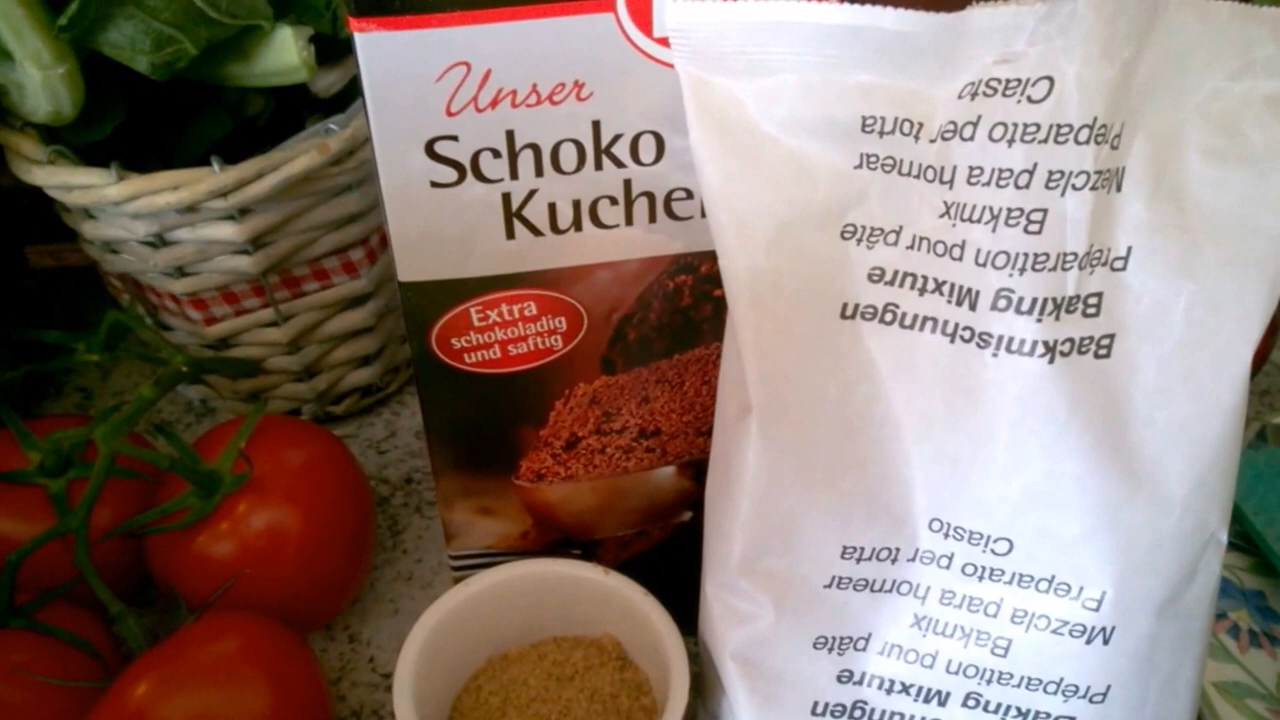 Unser
Schoko
Kuchen
Extra
schokoladig
und saftig
Baking Mixture
Préparation pour pâte
Bakmix
Mezcla para hornear
Preparato per torta
Ciasto
Backmischungen
Baking Mixture
Préparation pour pâte
Bakmix
Mezcla para hornear
Preparato per torta
Ciasto